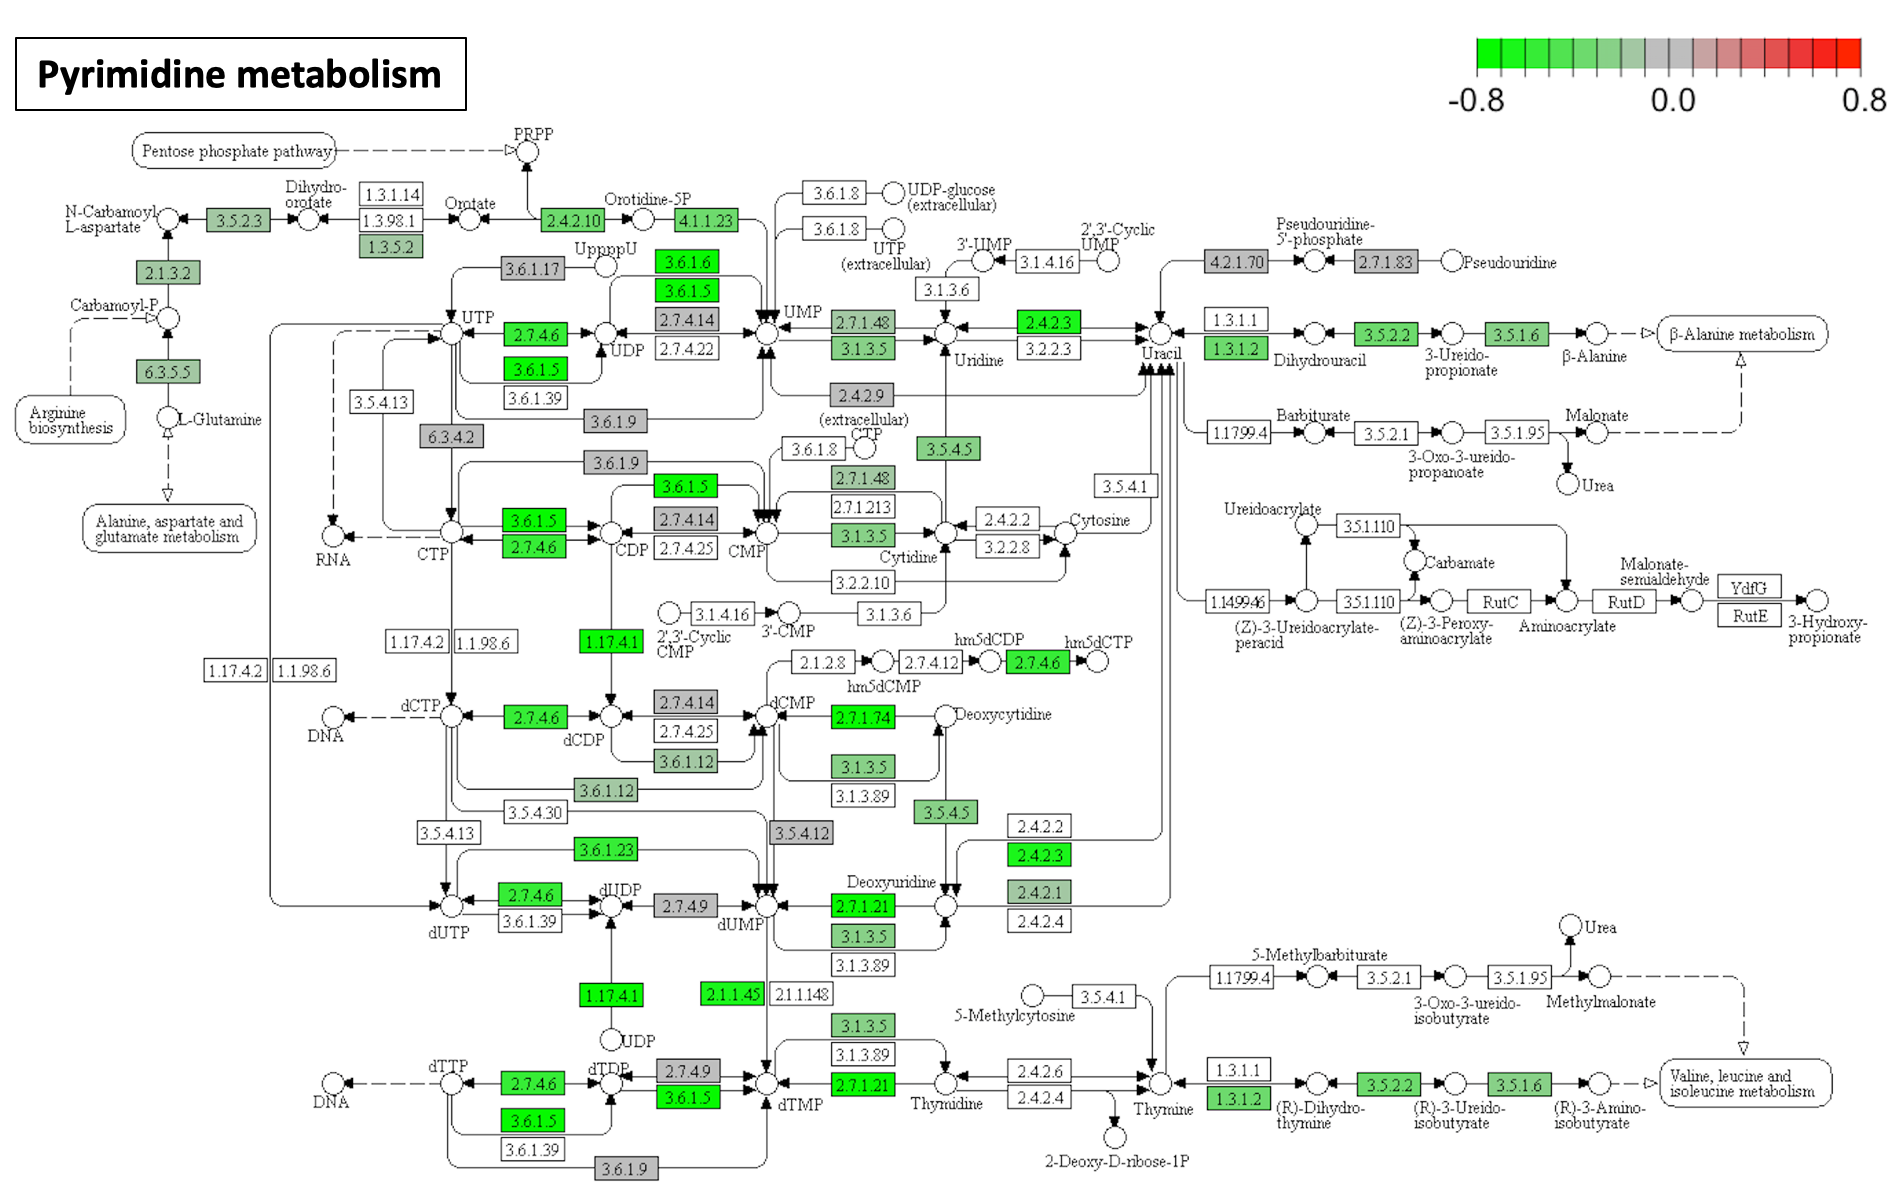 Pyrimidine metabolism
-0.8
0.0
0.8
PRPP
Pentose phosphate pathway
Dihydro-
orotate
1.3.1.14
N-Carbamoyl
L-aspartate
3.5.2.3
1.3.98.1
1.3.5.2
Orotate
2.4.2.10
Orotidine-5P
4.1.1.23
3.6.1.8
UDP-glucose
(extracellular)
3.6.1.8
UTP
(extracellular)
2.1.3.2
Carbamoyl-P
6.3.5.5
Arginine
biosynthesis
L-Glutamine
Alanine, aspartate and
glutamate metabolism
UppppU
3.6.1.17
3.6.1.6
3.6.1.5
3'-UMP
2',3'-Cyclic
UMP
3.1.4.16
3.1.3.6
Pseudouridine-
5'-phosphate
4.2.1.70
2.7.1.83
Pseudouridine
UTP
2.7.4.6
UDP
2.7.4.14
2.7.4.22
UMP
2.7.1.48
3.1.3.5
Uridine
2.4.2.3
3.2.2.3
Uracil
1.3.1.1
1.3.1.2
Dihydrouracil
3.5.2.2
3-Ureido-
propionate
3.5.1.6
β-Alanine
β-Alanine metabolism
3.6.1.5
3.6.1.39
3.5.4.13
3.6.1.9
2.4.2.9
(extracellular)
CTP
3.6.1.8
6.3.4.2
3.6.1.9
3.5.4.5
1.1799.4
Barbiturate
3.5.2.1
3-Oxo-3-ureido-
propanoate
3.5.1.95
Malonate
Urea
3.6.1.5
2.7.1.48
2.7.1.213
3.5.4.1
RNA
CTP
3.6.1.5
2.7.4.6
CDP
2.7.4.14
2.7.4.25
CMP
3.1.3.5
Cytidine
2.4.2.2
3.2.2.8
Cytosine
3.2.2.10
Ureidoacrylate
3.5.1.110
Carbamate
Malonate-
semialdehyde
1.14.99.46
(Z)-3-Ureidoacrylate-
peracid
3.5.1.110
(Z)-3-Peroxy-
aminoacrylate
RutC
Aminoacrylate
RutD
YdfG
RutE
3-Hydroxy-
propionate
2',3'-Cyclic
CMP
3.1.4.16
3'-CMP
3.1.3.6
1.17.4.2
1.1.98.6
1.17.4.1
1.17.4.2
1.1.98.6
2.1.2.8
hm5dCMP
2.7.4.12
hm5dCDP
2.7.4.6
hm5dCTP
DNA
dCTP
2.7.4.6
dCDP
2.7.4.14
2.7.4.25
dCMP
2.7.1.74
Deoxycytidine
3.6.1.12
3.6.1.12
3.1.3.5
3.1.3.89
3.5.4.30
3.5.4.13
3.5.4.12
3.5.4.5
2.4.2.2
2.4.2.3
3.6.1.23
dUTP
2.7.4.6
3.6.1.39
dUDP
2.7.4.9
dUMP
2.7.1.21
3.1.3.5
3.1.3.89
Deoxyuridine
2.4.2.1
2.4.2.4
1.17.4.1
UDP
2.1.1.45
2.1.1.148
5-Methylcytosine
3.5.4.1
1.1799.4
5-Methylbarbiturate
3.5.2.1
3-Oxo-3-ureido-
isobutyrate
3.5.1.95
Urea
Methylmalonate
3.1.3.5
3.1.3.89
DNA
dTTP
2.7.4.6
dTDP
2.7.4.9
3.6.1.5
dTMP
2.7.1.21
Thymidine
2.4.2.6
2.4.2.4
Thymine
1.3.1.1
1.3.1.2
(R)-Dihydro-
thymine
3.5.2.2
(R)-3-Ureido-
isobutyrate
3.5.1.6
(R)-3-Amino-
isobutyrate
Valine, leucine and
isoleucine metabolism
3.6.1.5
3.6.1.39
3.6.1.9
2-Deoxy-D-ribose-1P